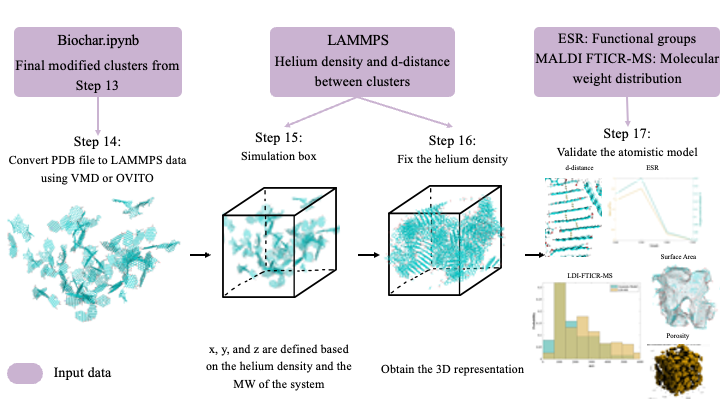 Biochar.ipynb
Final modified clusters from
Step 13
LAMMPS
Helium density and d-distance
between clusters
ESR: Functional groups
MALDI FTICR-MS: Molecular
weight distribution
Step 14:
Convert PDB file to LAMMPS data
using VMD or OVITO
Step 15:
Simulation box
Step 16:
Fix the helium density
Step 17:
Validate the atomistic model
d-distance
ESR
Surface Area
LDI-FTICR-MS
Porosity
x, y, and z are defined based
on the helium density and the
MW of the system
Obtain the 3D representation
Input data